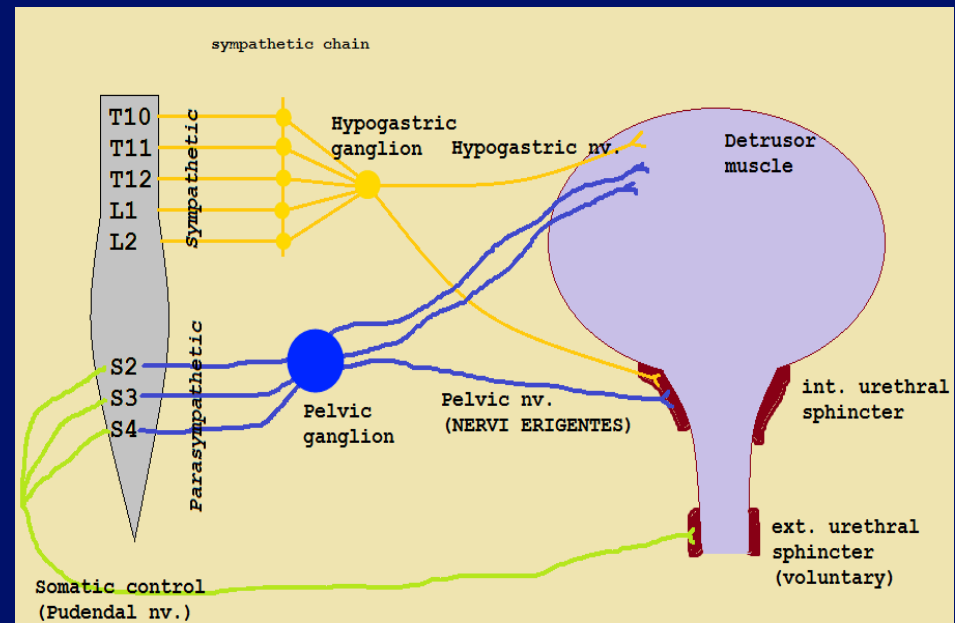 sympathetic chain
T10
T11
T12
L1
L2
Sympathetic
Hypogastric
ganglion
Hypogastric nv.
Detrusor
muscle
S2
S3
S4
Parasympathetic
Pelvic
ganglion
Pelvic nv.
(NERVI ERIGENTES)
int. urethral
sphincter
ext. urethral
sphincter
(voluntary)
Somatic control
(Pudendal nv.)